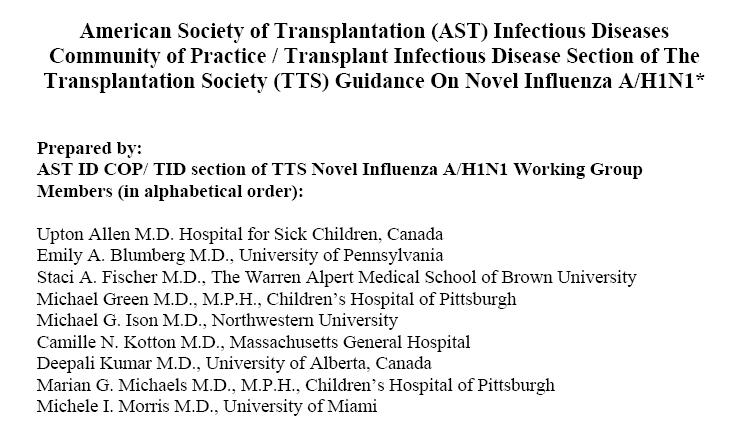 American Society of Transplantation (AST) Infectious Diseases
Community of Practice / Transplant Infectious Disease Section of The
Transplantation Society (TTS) Guidance On Novel Influenza A/H1N1*
Prepared by:
AST ID COP/ TID section of TTS Novel Influenza A/H1N1 Working Group
Members (in alphabetical order):
Upton Allen M.D. Hospital for Sick Children, Canada
Emily A. Blumberg M.D., University of Pennsylvania
Staci A. Fischer M.D., The Warren Alpert Medical School of Brown University
Michael Green M.D., M.P.H., Children’s Hospital of Pittsburgh
Michael G. Ison M.D., Northwestern University
Camille N. Kotton M.D., Massachusetts General Hospital
Deepali Kumar M.D., University of Alberta, Canada
Marian G. Michaels M.D., M.P.H., Children’s Hospital of Pittsburgh
Michele I. Morris M.D., University of Miami